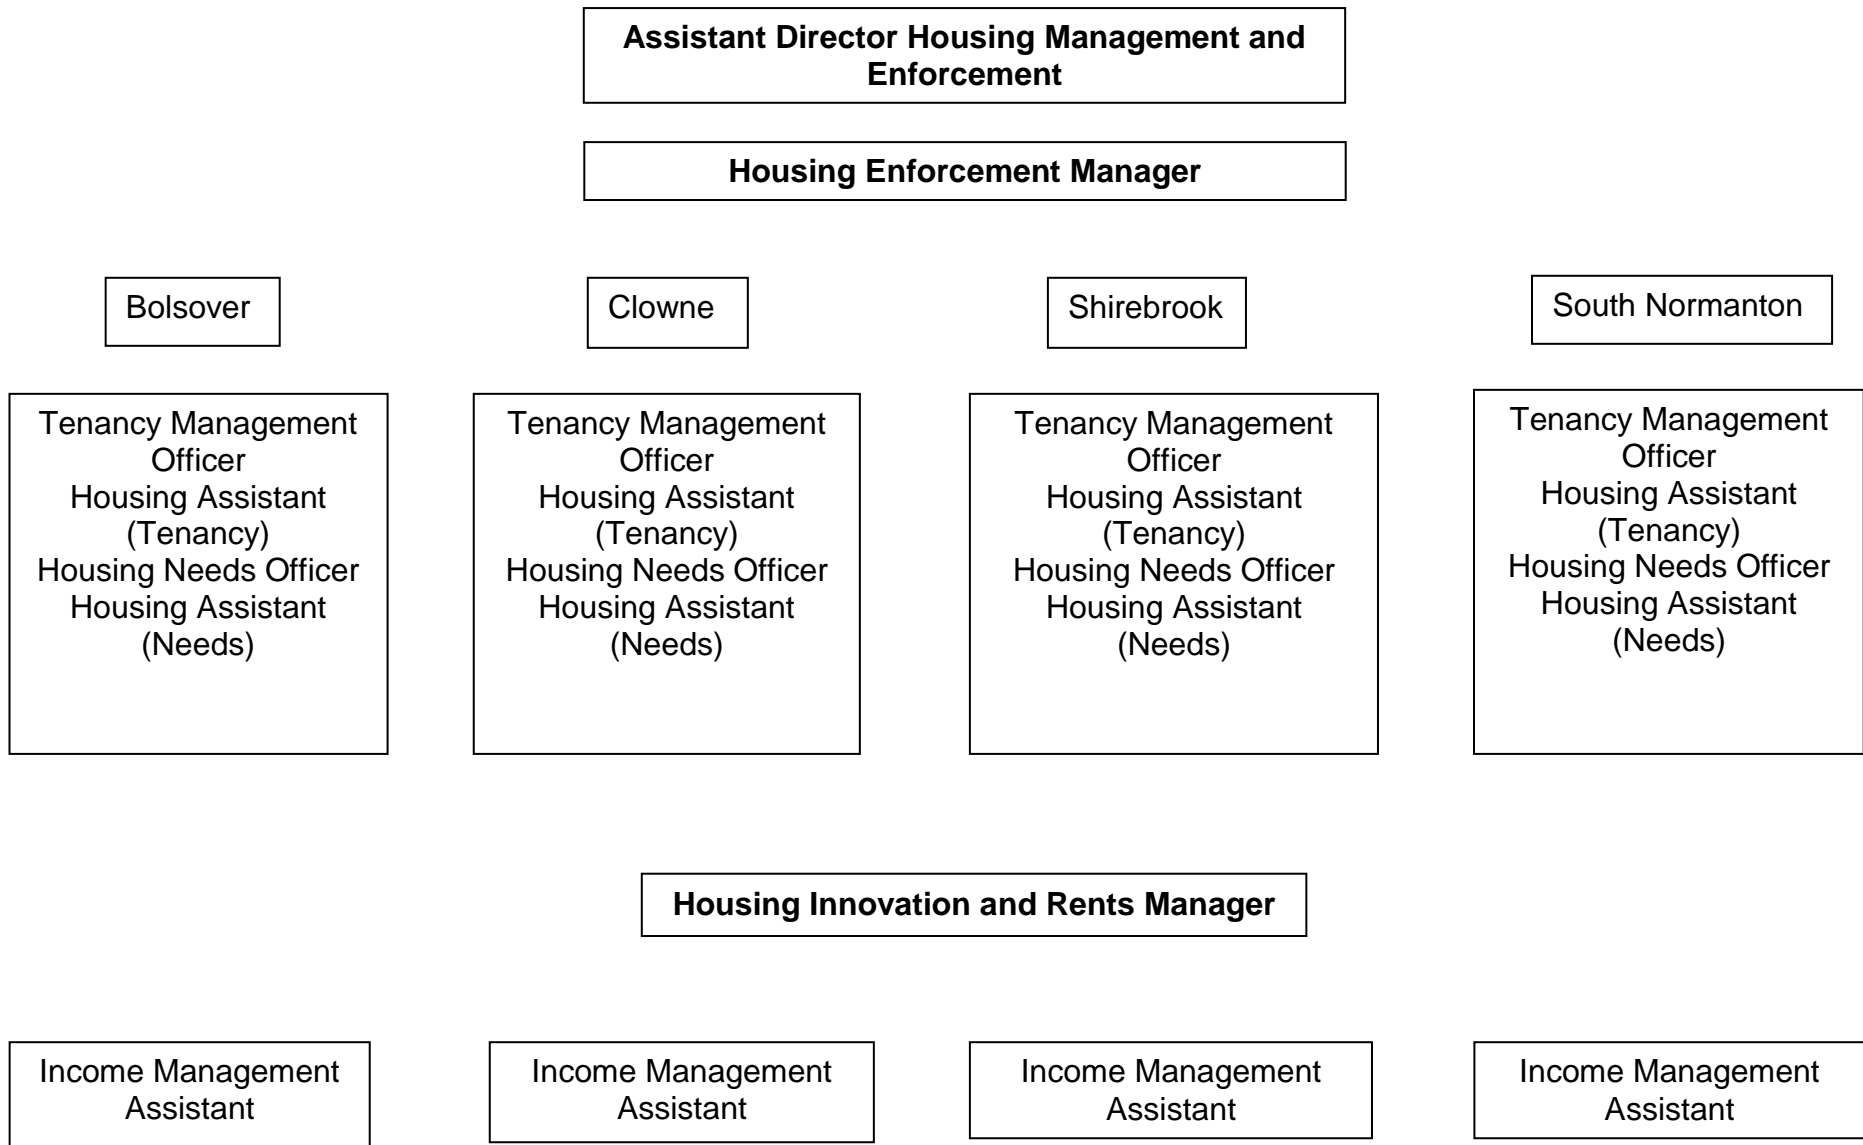 Assistant Director Housing Management and
Enforcement
Housing Enforcement Manager
Bolsover
Clowne
Shirebrook
South Normanton
Tenancy Management
Officer
Housing Assistant
(Tenancy)
Housing Needs Officer
Housing Assistant
(Needs)
Tenancy Management
Officer
Housing Assistant
(Tenancy)
Housing Needs Officer
Housing Assistant
(Needs)
Tenancy Management
Officer
Housing Assistant
(Tenancy)
Housing Needs Officer
Housing Assistant
(Needs)
Tenancy Management
Officer
Housing Assistant
(Tenancy)
Housing Needs Officer
Housing Assistant
(Needs)
Housing Innovation and Rents Manager
Income Management
Assistant
Income Management
Assistant
Income Management
Assistant
Income Management
Assistant